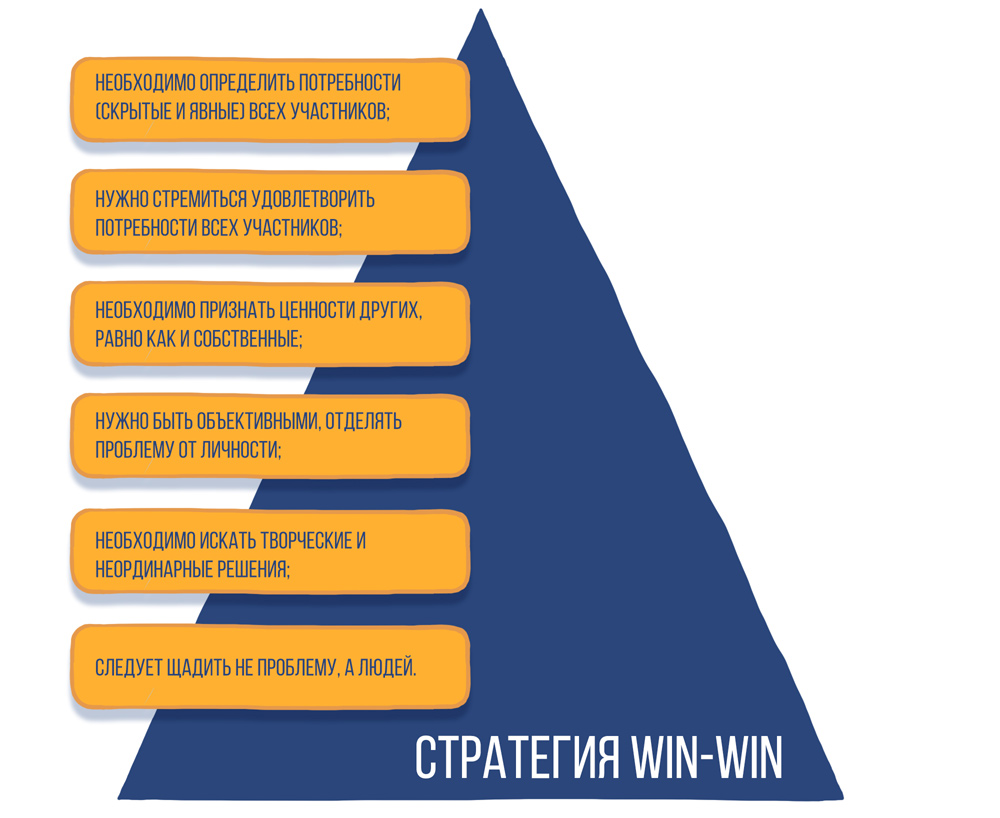 НЕОБХОДИМО ОПРЕДЕЛИТЬ ПОТРЕБНОСТИ
(СКРЫТЫЕ И ЯВНЫЕ) ВСЕХ УЧАСТНИКОВ;
НУЖНО СТРЕМИТЬСЯ УДОВЛЕТВОРИТЬ
ПОТРЕБНОСТИ ВСЕХ УЧАСТНИКОВ;
НЕОБХОДИМО ПРИЗНАТЬ ЦЕННОСТИ ДРУГИХ,
РАВНО КАК И СОБСТВЕННЫЕ;
НУЖНО БЫТЬ ОБЪЕКТИВНЫМИ, ОТДЕЛЯТЬ
ПРОБЛЕМУ ОТ ЛИЧНОСТИ;
НЕОБХОДИМО ИСКАТЬ ТВОРЧЕСКИЕ И
НЕОРДИНАРНЫЕ РЕШЕНИЯ;
СЛЕДУЕТ ЩАДИТЬ НЕ ПРОБЛЕМУ, А ЛЮДЕЙ.
СТРАТЕГИЯ WIN-WIN